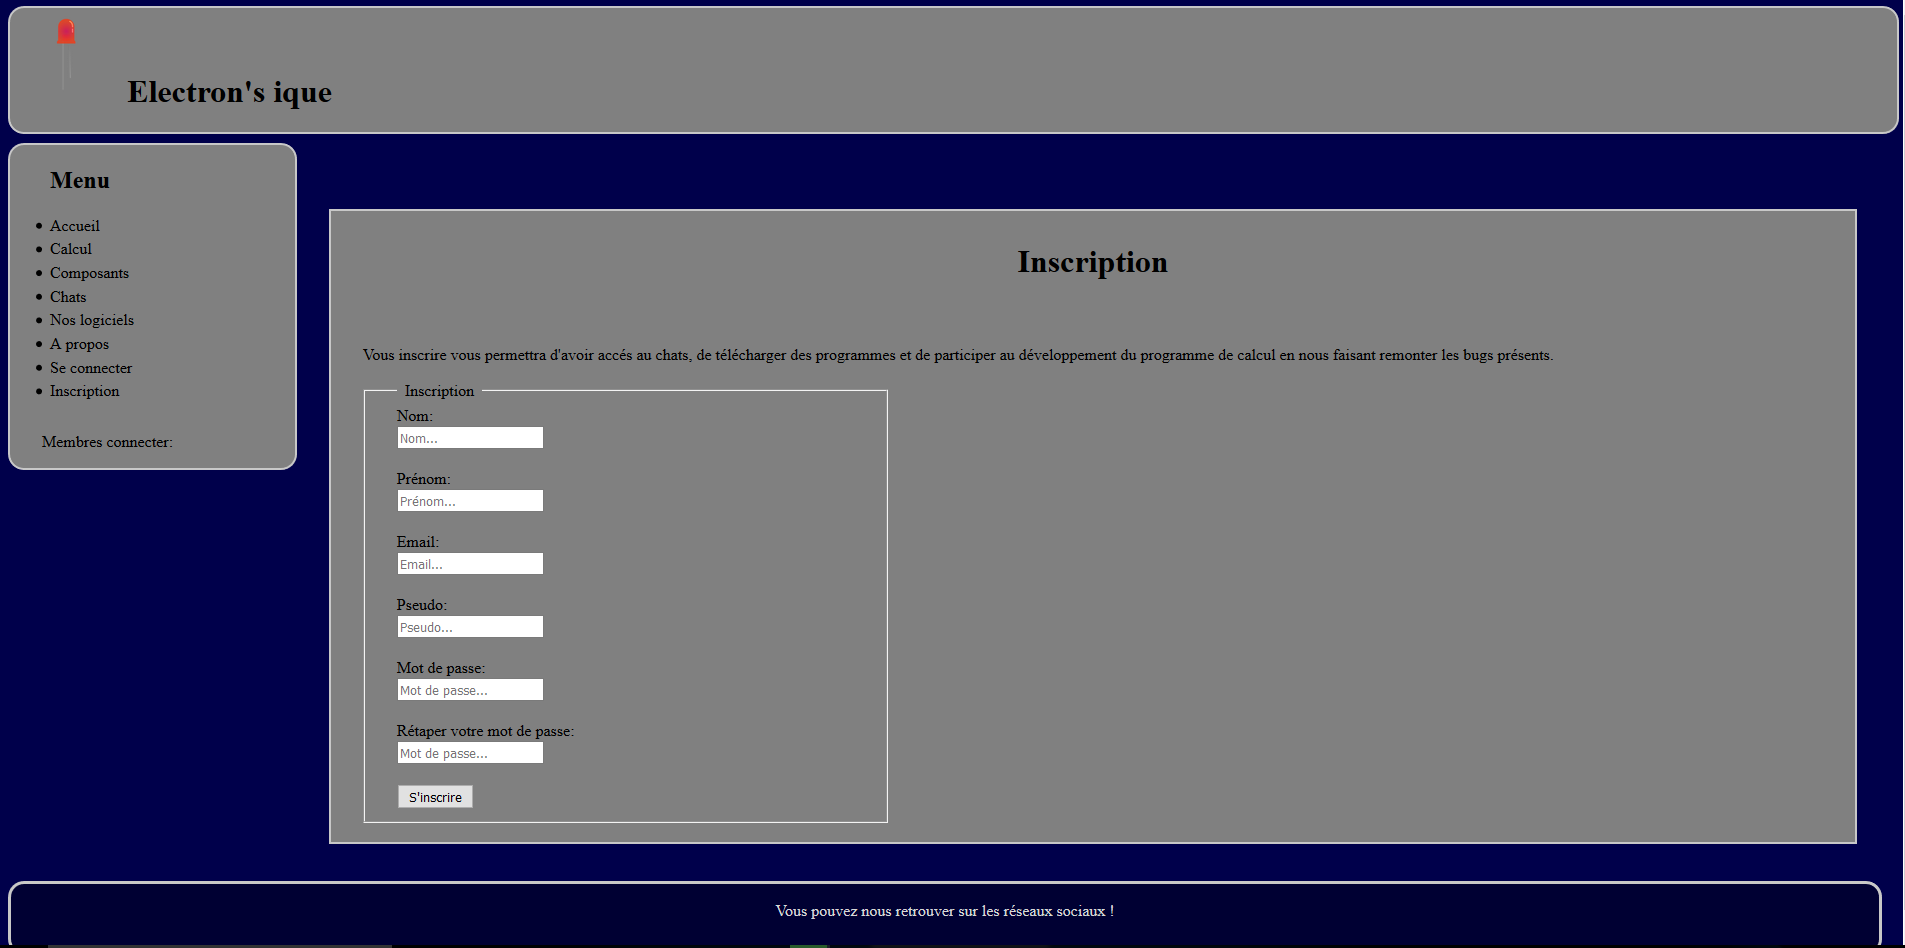 Electron's ique
Menu
Accueil
Calcul
Composants
Chats
Nos logiciels
A propos
Se connecter
Inscription
Membres connecter:
Inscription
Vous inscrire vous permettra d'avoir accés au chats, de télécharger des programmes et de participer au développement du programme de calcul en nous faisant remonter les bugs présents.
Inscription
Nom:
Nom...
Prénom:
Prénom...
Email:
Email...
Pseudo:
Pseudo...
Mot de passe:
Mot de passe...
Rétaper votre mot de passe:
Mot de passe...
S'inscrire
Vous pouvez nous retrouver sur les réseaux sociaux !